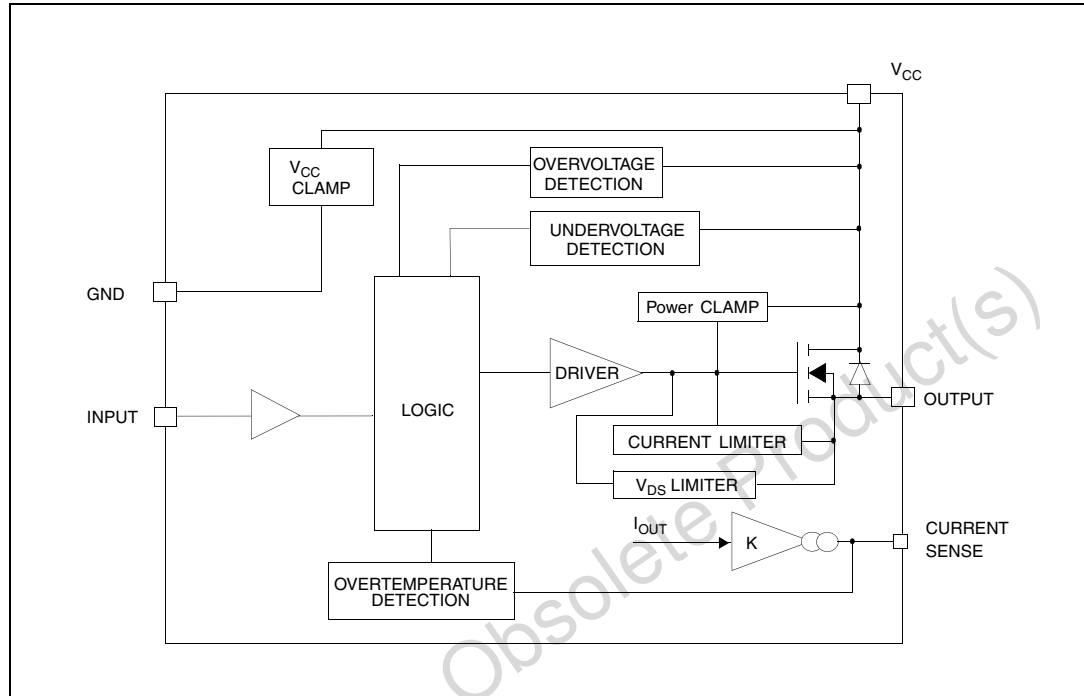 VCC
VCC
CLAMP
OVERVOLTAGE
DETECTION
UNDERVOLTAGE
DETECTION
GND
Power CLAMP
DRIVER
INPUT
LOGIC
OUTPUT
CURRENT LIMITER
VDS LIMITER
IOUT
K
CURRENT
SENSE
OVERTEMPERATURE
DETECTION
Obsolete Product(s)